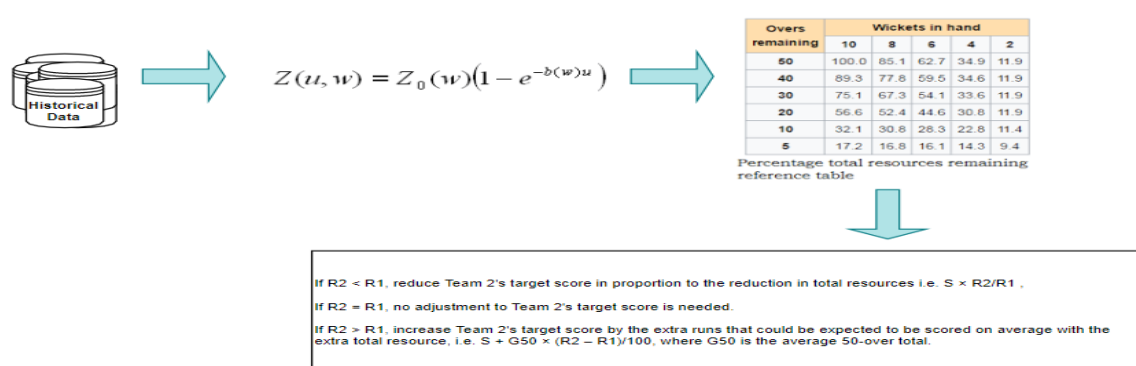 Historical
Data
Z(u, w) = Z₀(w)(1 − e^{−b(w)u})
Overs remaining Wickets in hand
10 8 6 4 2
50 100.0 85.1 62.7 34.9 11.9
40 89.3 77.8 59.5 34.6 11.9
30 75.1 67.3 54.1 33.6 11.9
20 56.6 52.4 44.6 30.8 11.9
10 32.1 30.8 28.3 22.8 11.4
5 17.2 16.8 16.1 14.3 9.4
Percentage total resources remaining
reference table
If R2 < R1, reduce Team 2's target score in proportion to the reduction in total resources i.e. S × R2/R1 ,
If R2 = R1, no adjustment to Team 2's target score is needed.
If R2 > R1, increase Team 2's target score by the extra runs that could be expected to be scored on average with the
extra total resource, i.e. S + G50 × (R2 – R1)/100, where G50 is the average 50-over total.